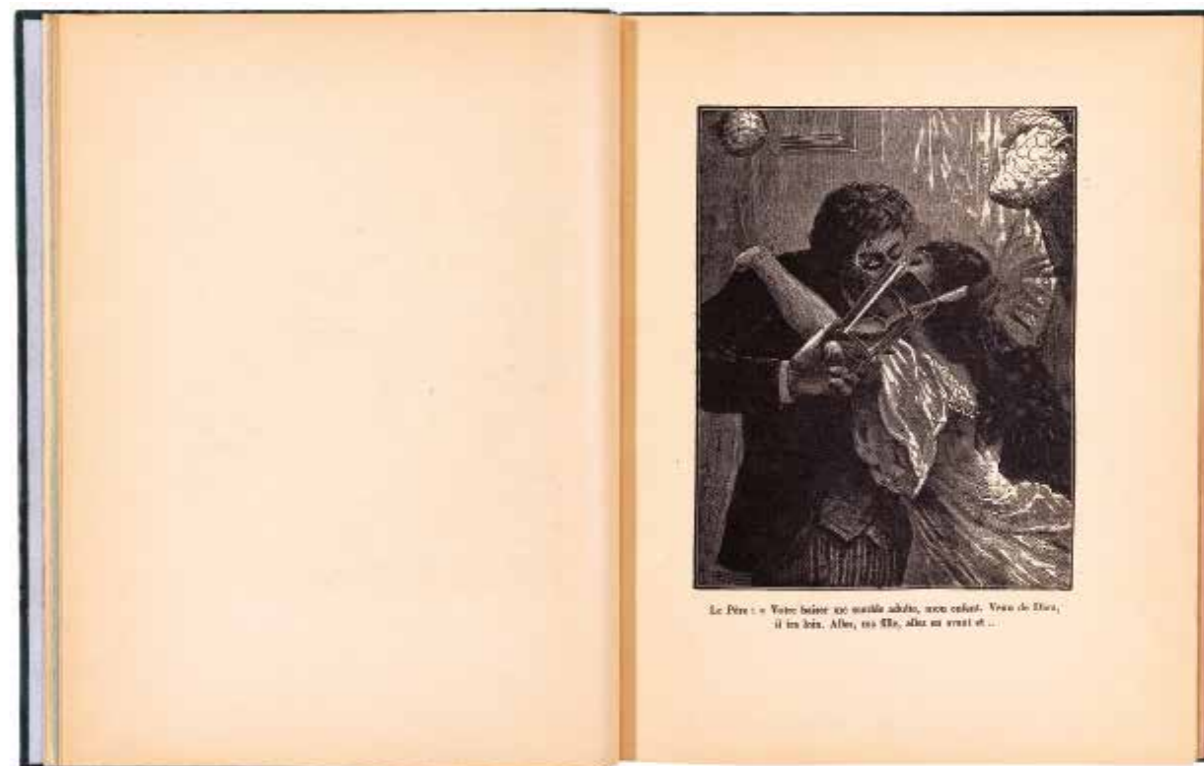 Le Père : « Votre baiser me semble adulte, mon enfant. Venu de Dieu,
il ira loin. Allez, ma fille, allez en avant et ..